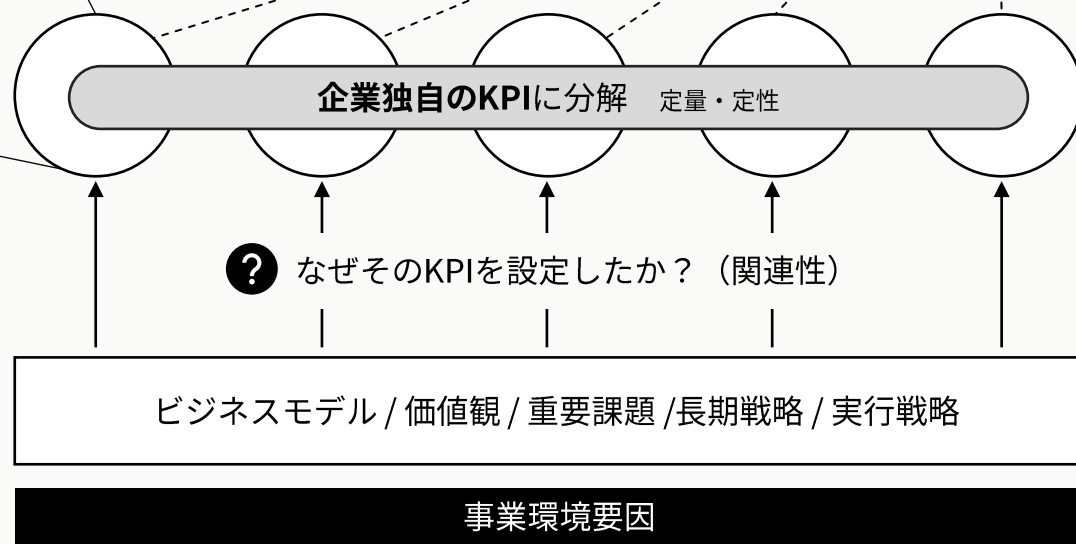 企業独自のKPIに分解　定量・定性
? なぜそのKPIを設定したか？（関連性）
ビジネスモデル / 価値観 / 重要課題 /長期戦略 / 実行戦略
事業環境要因